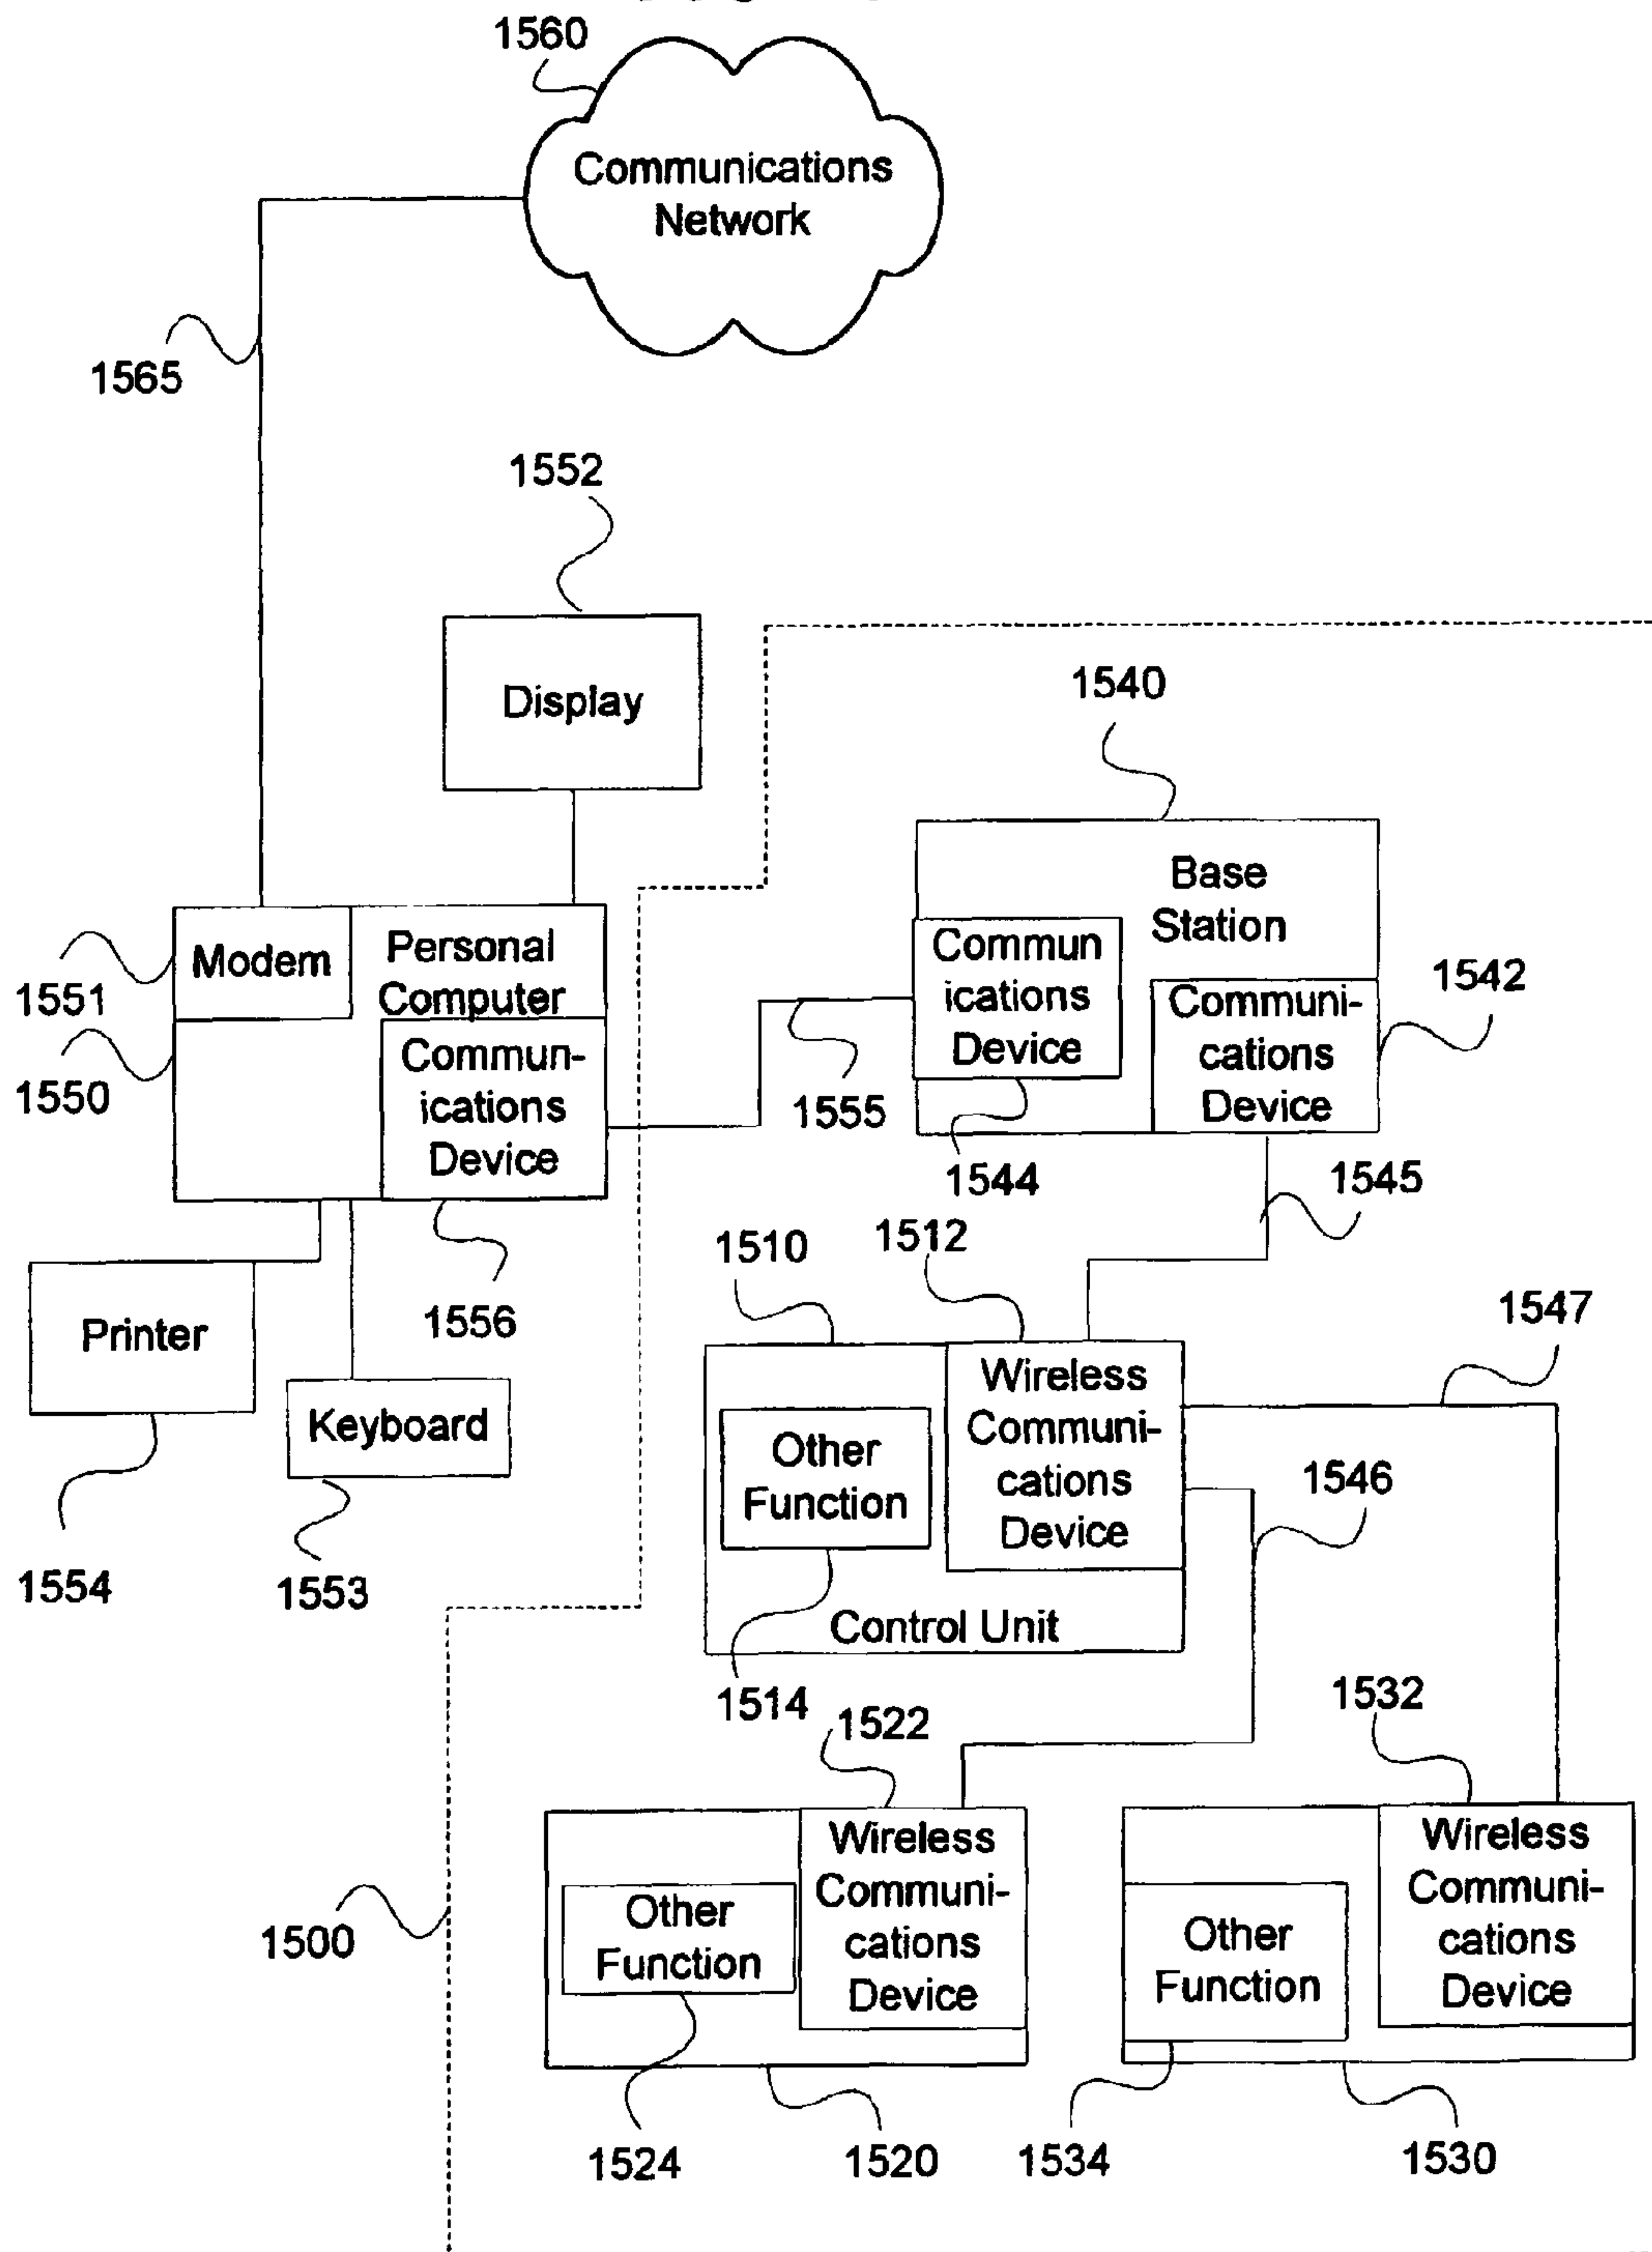 1560
Communications
Network
1565
1552
Display
1540
Base
Station
Modem
Personal
Computer
1551
1550
Commun
ications
Device
1542
Communi-
cations
Device
Commun-
ications
Device
1555
1544
1545
1510
1512
1556
1547
Printer
Keyboard
Wireless
Communi-
cations
Device
Other
Function
1546
1554
1553
Control Unit
1514
1522
1532
Wireless
Communi-
cations
Device
Other
Function
Wireless
Communi-
cations
Device
Other
Function
1500
1524
1520
1534
1530